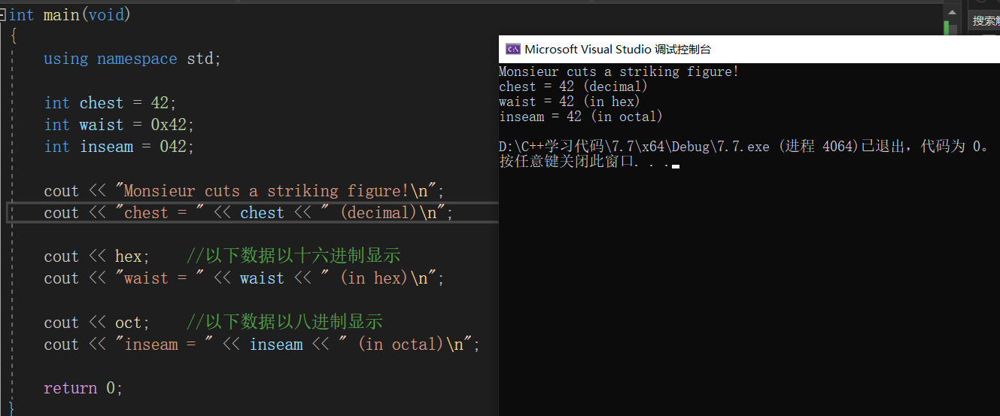 int main(void)
{
using namespace std;
int chest = 42;
int waist = 0x42;
int inseam = 042;
cout << "Monsieur cuts a striking figure!\n";
cout << "chest = " << chest << " (decimal)\n";
cout << hex; //以下数据以十六进制显示
cout << "waist = " << waist << " (in hex)\n";
cout << oct; //以下数据以八进制显示
cout << "inseam = " << inseam << " (in octal)\n";
return 0;
}
搜索解
C:\ Microsoft Visual Studio 调试控制台
Monsieur cuts a striking figure!
chest = 42 (decimal)
waist = 42 (in hex)
inseam = 42 (in octal)
D:\C++学习代码\7.7\x64\Debug\7.7.exe (进程 4064)已退出，代码为 0。
按任意键关闭此窗口. . .